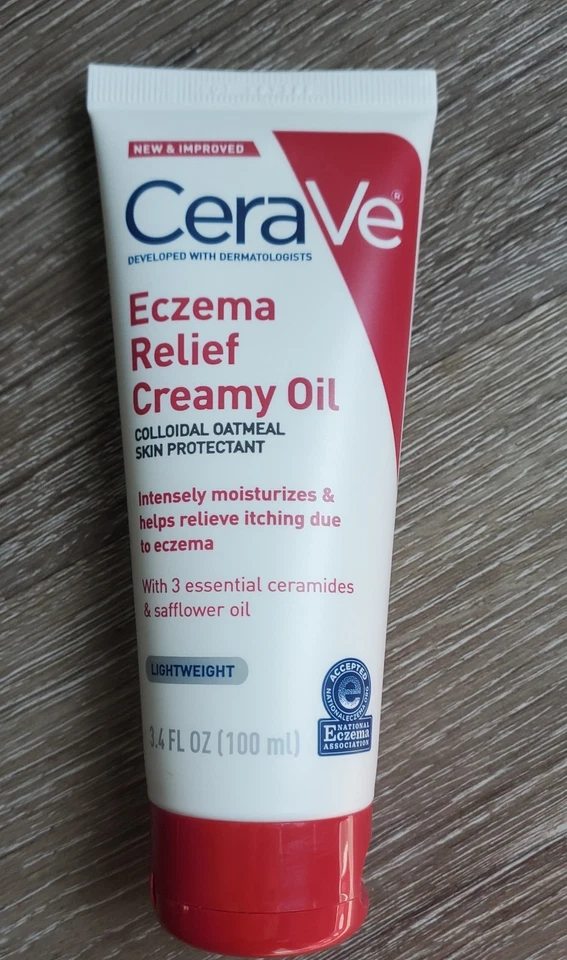 NEW & IMPROVED
CeraVe®
DEVELOPED WITH DERMATOLOGISTS
Eczema
Relief
Creamy Oil
COLLOIDAL OATMEAL
SKIN PROTECTANT
Intensely moisturizes &
helps relieve itching due
to eczema
With 3 essential ceramides
& safflower oil
LIGHTWEIGHT
3.4 FL OZ (100 ml)
ACCEPTED
e
NATIONALECZEMA.ORG
NATIONAL
Eczema
ASSOCIATION